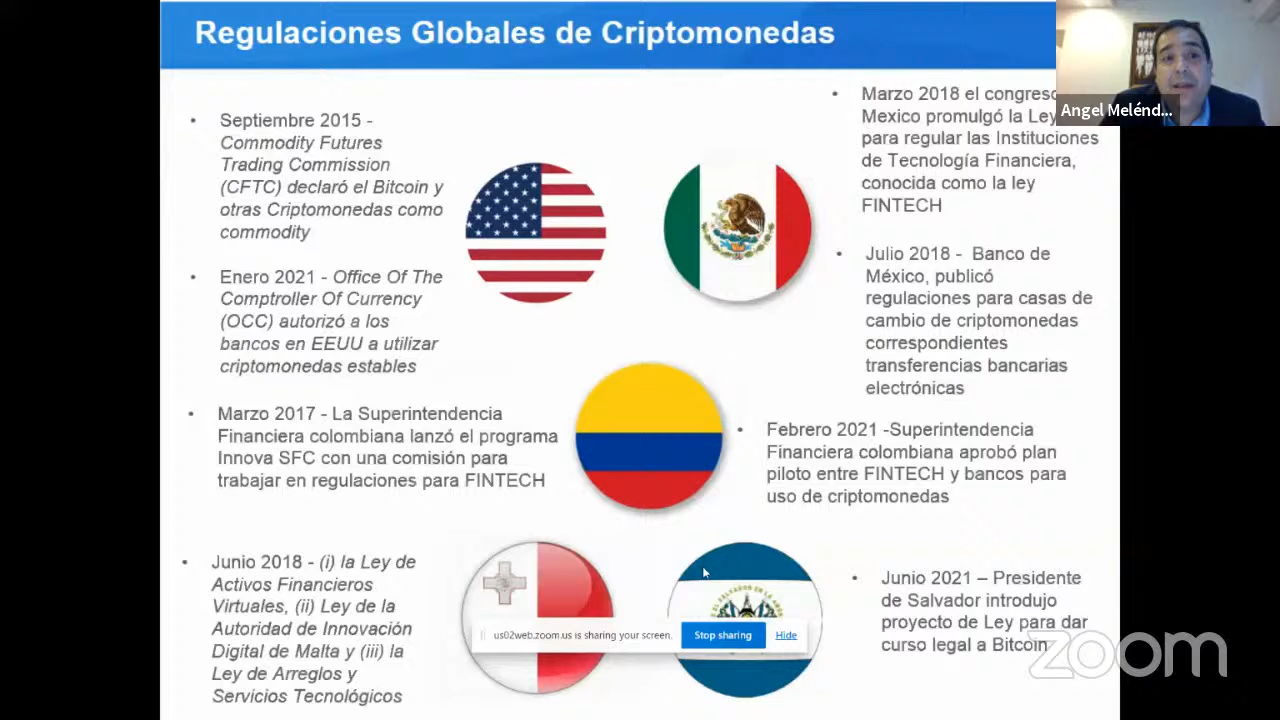 Regulaciones Globales de Criptomonedas
Angel Melénd...
Septiembre 2015 -
Commodity Futures
Trading Commission
(CFTC) declaró el Bitcoin y
otras Criptomonedas como
commodity
Enero 2021 - Office Of The
Comptroller Of Currency
(OCC) autorizó a los
bancos en EEUU a utilizar
criptomonedas estables
Marzo 2018 el congreso
Mexico promulgó la Ley
para regular las Instituciones
de Tecnología Financiera,
conocida como la ley
FINTECH
Julio 2018 - Banco de
México, publicó
regulaciones para casas de
cambio de criptomonedas
correspondientes
transferencias bancarias
electrónicas
Marzo 2017 - La Superintendencia
Financiera colombiana lanzó el programa
Innova SFC con una comisión para
trabajar en regulaciones para FINTECH
Febrero 2021 -Superintendencia
Financiera colombiana aprobó plan
piloto entre FINTECH y bancos para
uso de criptomonedas
Junio 2018 - (i) la Ley de
Activos Financieros
Virtuales, (ii) Ley de la
Autoridad de Innovación
Digital de Malta y (iii) la
Ley de Arreglos y
Servicios Tecnológicos
Junio 2021 – Presidente
de Salvador introdujo
proyecto de Ley para dar
curso legal a Bitcoin
us02web.zoom.us is sharing your screen. Stop sharing Hide
zoom